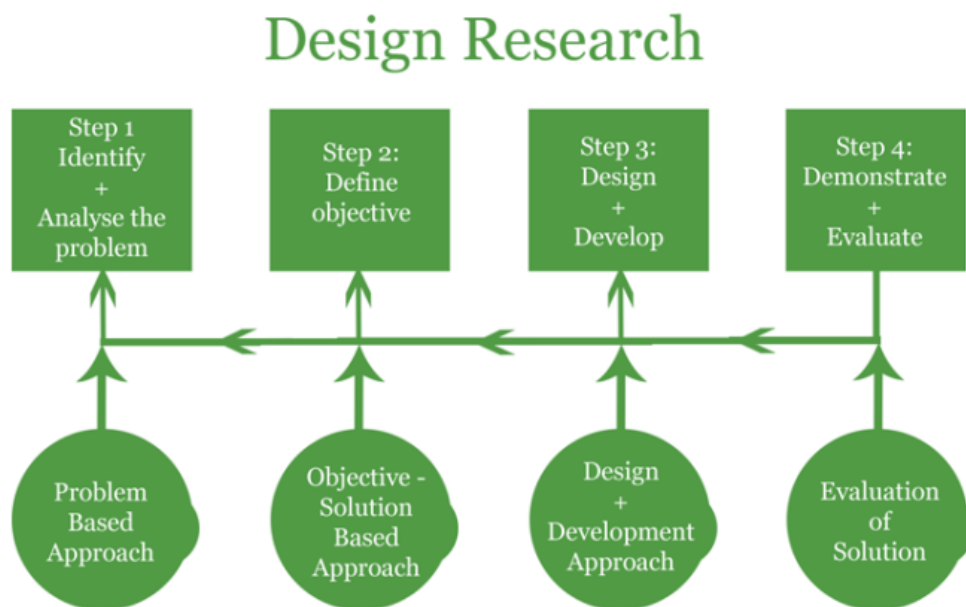 Design Research
Step 1
Identify
+
Analyse the
problem
Step 2:
Define
objective
Step 3:
Design
+
Develop
Step 4:
Demonstrate
+
Evaluate
Problem
Based
Approach
Objective -
Solution
Based
Approach
Design
+
Development
Approach
Evaluation
of
Solution